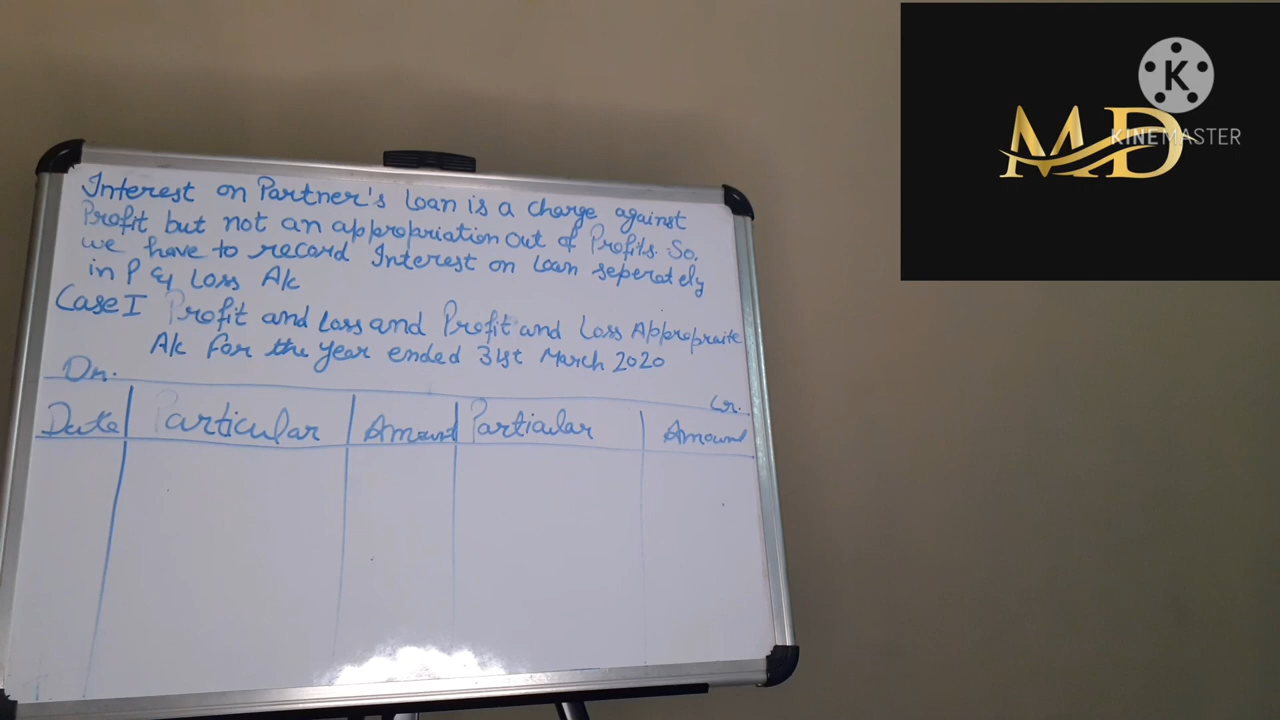 Interest on Partner's Loan is a charge against
Profit but not an appropriation out of Profits. So,
we have to record Interest on Loan seperately
in P & Loss A/c
Case I Profit and Loss and Profit and Loss Appropraite
A/c for the year ended 31st March 2020
Dr.
Cr.
Date Particular Amount Particular Amount
MD
K
KINEMASTER